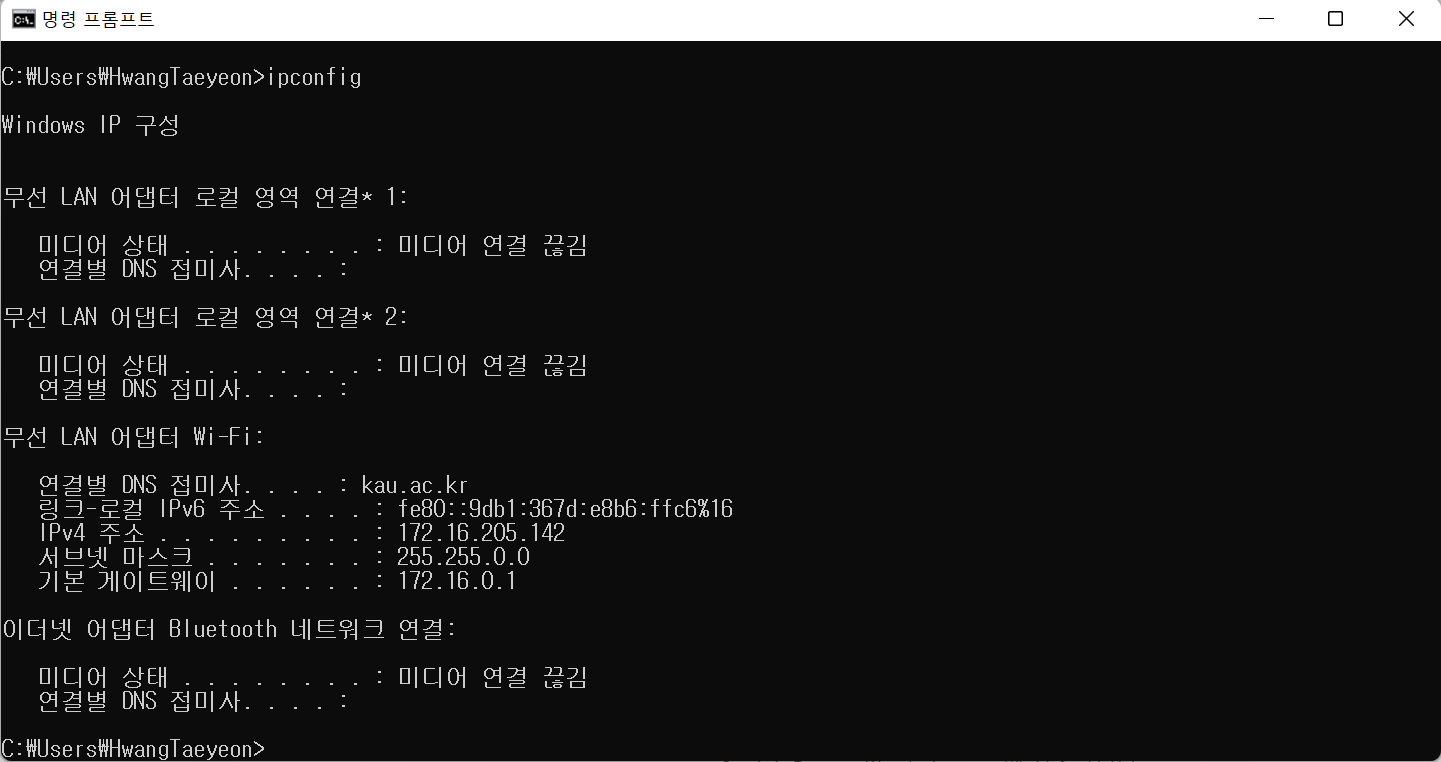 명령 프롬프트
C:₩Users₩HwangTaeyeon>ipconfig
Windows IP 구성
무선 LAN 어댑터 로컬 영역 연결* 1:
미디어 상태 . . . . . . . . : 미디어 연결 끊김
연결별 DNS 접미사. . . . :
무선 LAN 어댑터 로컬 영역 연결* 2:
미디어 상태 . . . . . . . . : 미디어 연결 끊김
연결별 DNS 접미사. . . . :
무선 LAN 어댑터 Wi-Fi:
연결별 DNS 접미사. . . . : kau.ac.kr
링크-로컬 IPv6 주소 . . . . : fe80::9db1:367d:e8b6:ffc6%16
IPv4 주소 . . . . . . . . . : 172.16.205.142
서브넷 마스크 . . . . . . . : 255.255.0.0
기본 게이트웨이 . . . . . . : 172.16.0.1
이더넷 어댑터 Bluetooth 네트워크 연결:
미디어 상태 . . . . . . . . : 미디어 연결 끊김
연결별 DNS 접미사. . . . :
C:₩Users₩HwangTaeyeon>